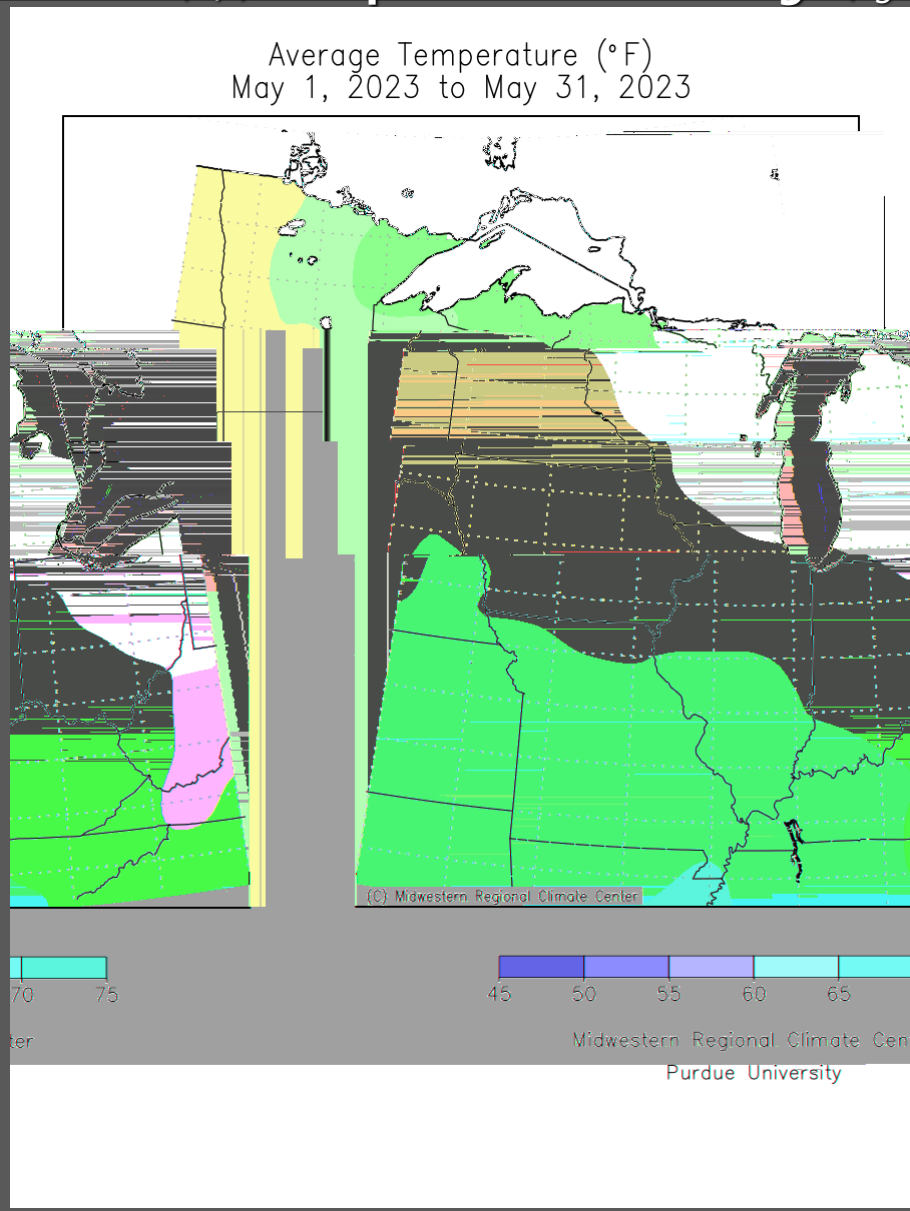 Average Temperature (°F)
May 1, 2023 to May 31, 2023
(C) Midwestern Regional Climate Center
70 75 45 50 55 60 65
ter Midwestern Regional Climate Cen
Purdue University